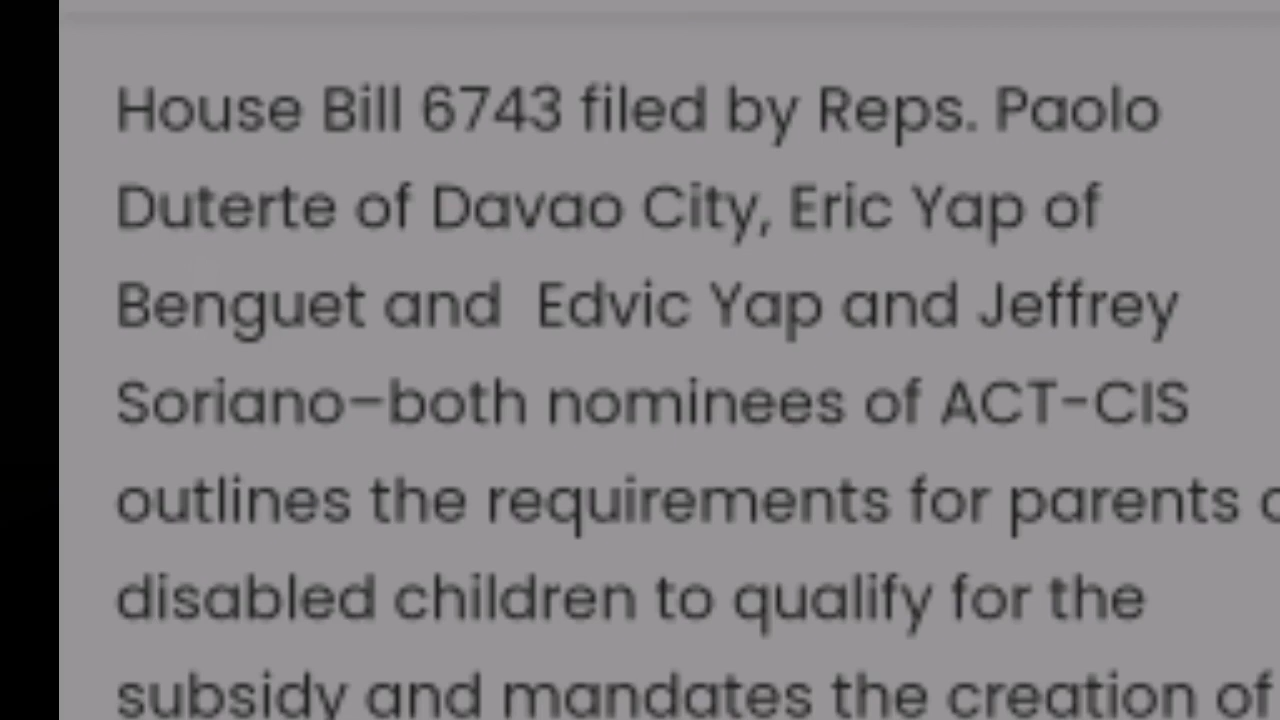 House Bill 6743 filed by Reps. Paolo
Duterte of Davao City, Eric Yap of
Benguet and  Edvic Yap and Jeffrey
Soriano–both nominees of ACT-CIS
outlines the requirements for parents
disabled children to qualify for the
subsidy and mandates the creation of